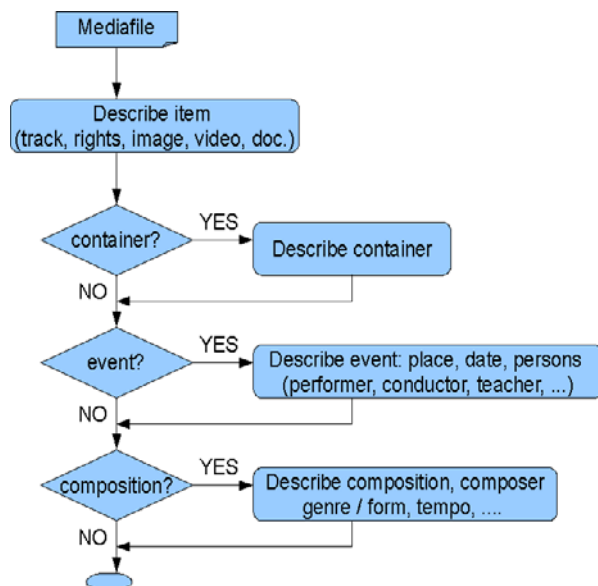 Mediafile
Describe item
(track, rights, image, video, doc.)
container?
YES
Describe container
NO
event?
YES
Describe event: place, date, persons
(performer, conductor, teacher, ...)
NO
composition?
YES
Describe composition, composer
genre / form, tempo, ....
NO